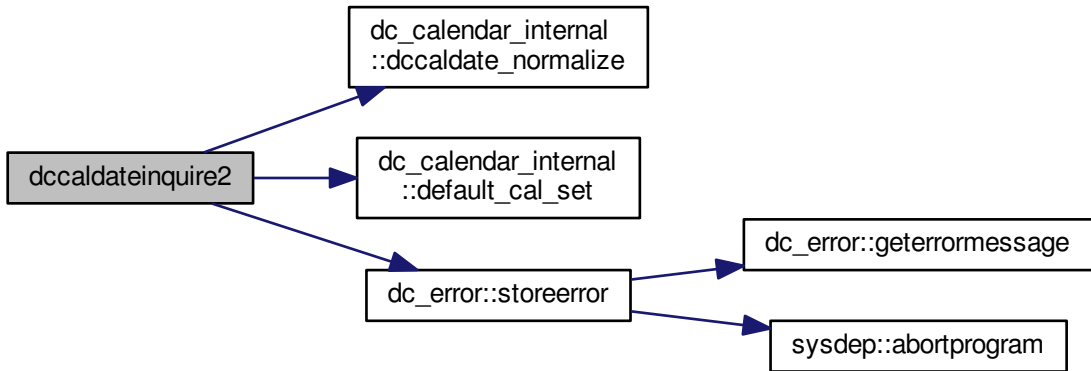 dc_calendar_internal
::dccaldate_normalize
dccaldateinquire2
dc_calendar_internal
::default_cal_set
dc_error::storeerror
dc_error::geterrormessage
sysdep::abortprogram